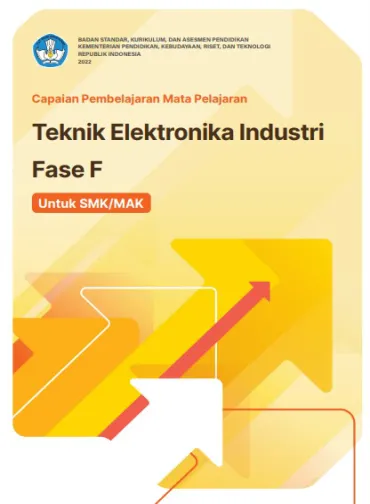 BADAN STANDAR, KURIKULUM, DAN ASESMEN PENDIDIKAN
KEMENTERIAN PENDIDIKAN, KEBUDAYAAN, RISET, DAN TEKNOLOGI
REPUBLIK INDONESIA
2022
Capaian Pembelajaran Mata Pelajaran
Teknik Elektronika Industri
Fase F
Untuk SMK/MAK